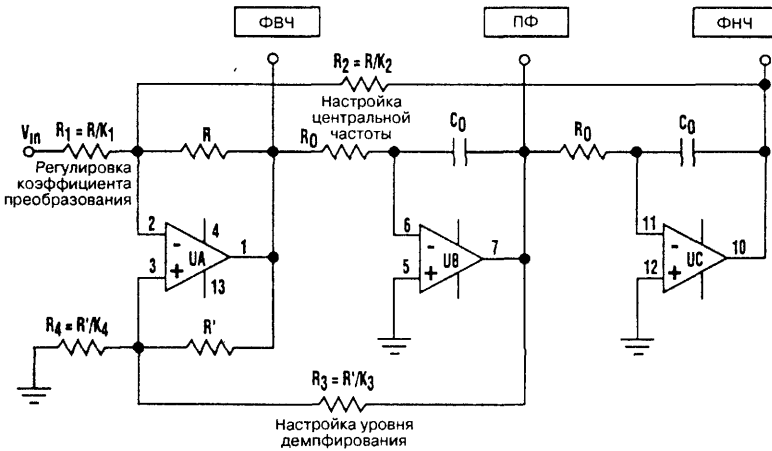 ФВЧ
ПФ
ФНЧ
R2 = R/K2
Настройка
центральной
частоты
Vin
R1 = R/K1
R
R0
C0
R0
C0
Регулировка
коэффициента
преобразования
2
4
-
UA
1
3
+
13
6
-
UB
7
5
+
11
-
UC
10
12
+
R4 = R'/K4
R'
R3 = R'/K3
Настройка уровня
демпфирования